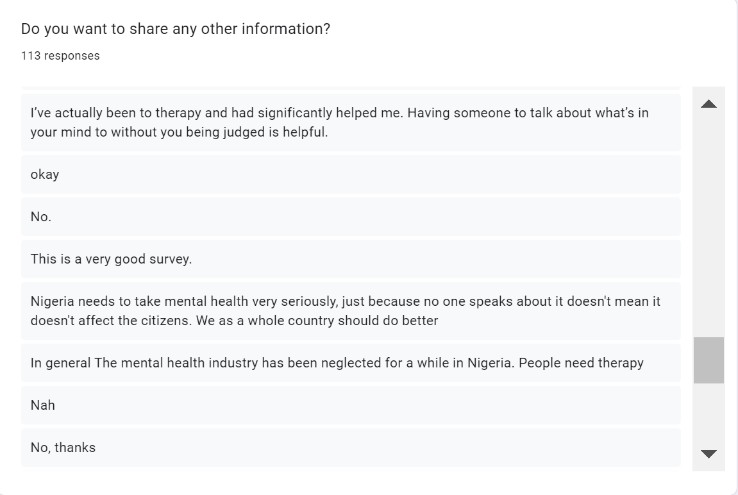 Do you want to share any other information?
113 responses
I’ve actually been to therapy and had significantly helped me. Having someone to talk about what’s in
your mind to without you being judged is helpful.
okay
No.
This is a very good survey.
Nigeria needs to take mental health very seriously, just because no one speaks about it doesn't mean it
doesn't affect the citizens. We as a whole country should do better
In general The mental health industry has been neglected for a while in Nigeria. People need therapy
Nah
No, thanks